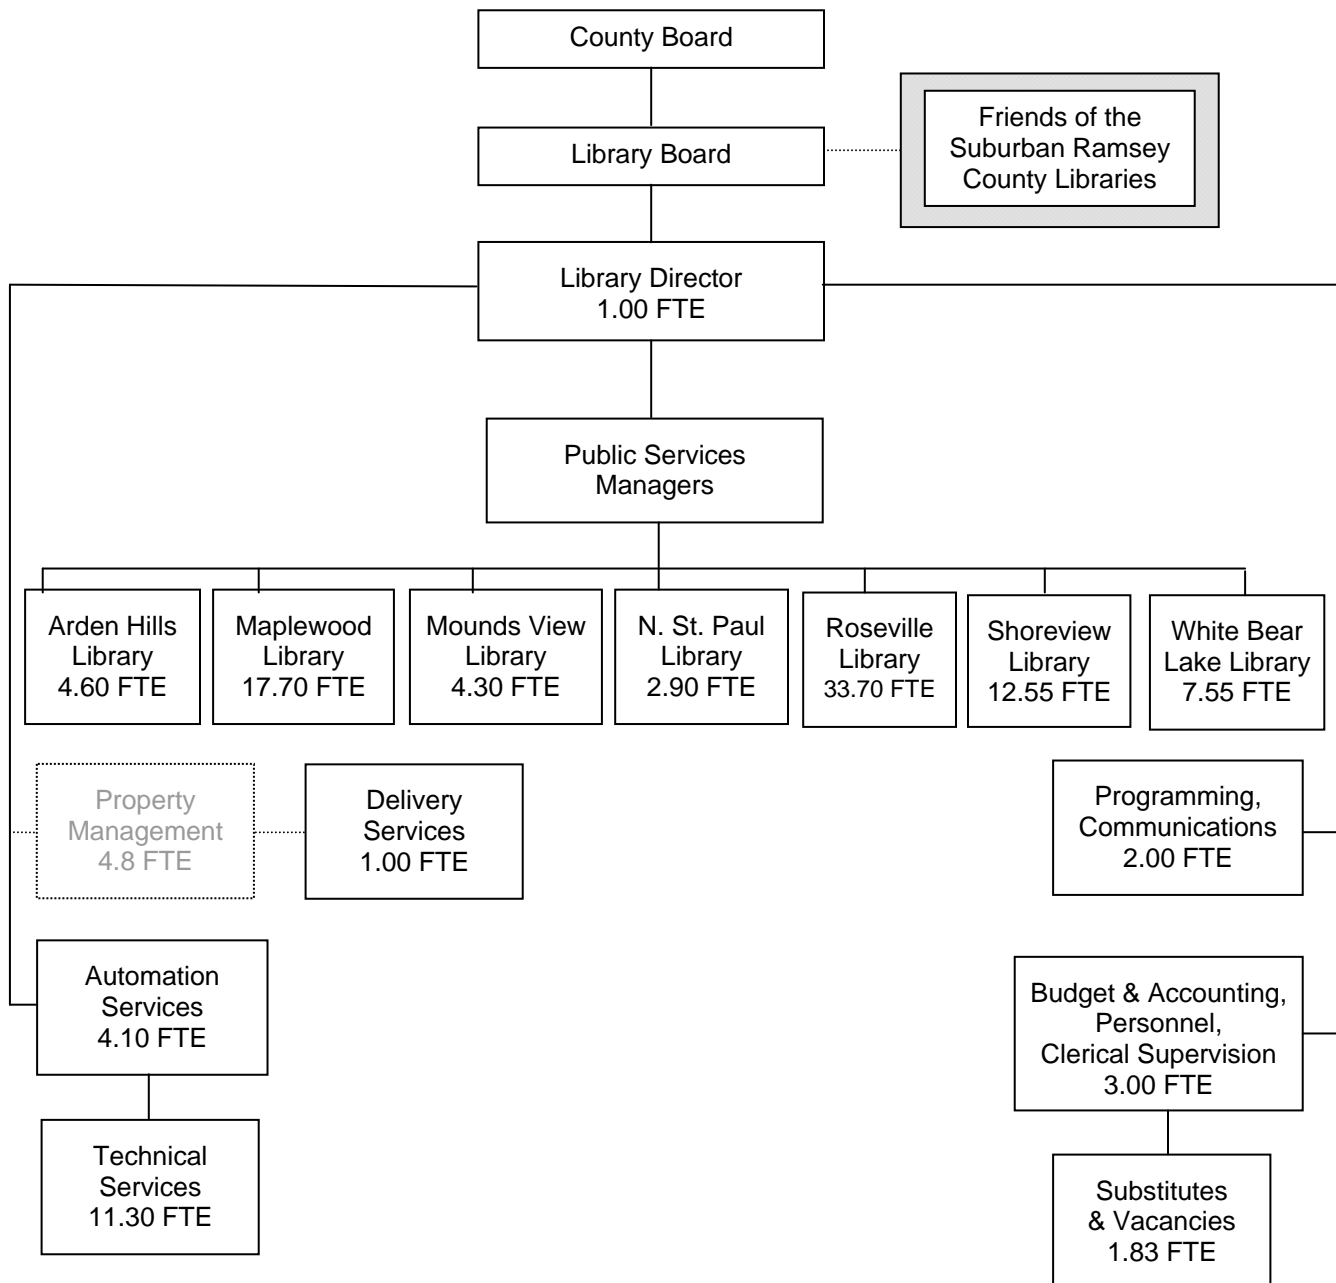 County Board
Friends of the
Suburban Ramsey
County Libraries
Library Board
Library Director
1.00 FTE
Public Services
Managers
Arden Hills
Library
4.60 FTE
Maplewood
Library
17.70 FTE
Mounds View
Library
4.30 FTE
N. St. Paul
Library
2.90 FTE
Roseville
Library
33.70 FTE
Shoreview
Library
12.55 FTE
White Bear
Lake Library
7.55 FTE
Property
Management
4.8 FTE
Delivery
Services
1.00 FTE
Programming,
Communications
2.00 FTE
Automation
Services
4.10 FTE
Budget & Accounting,
Personnel,
Clerical Supervision
3.00 FTE
Technical
Services
11.30 FTE
Substitutes
& Vacancies
1.83 FTE